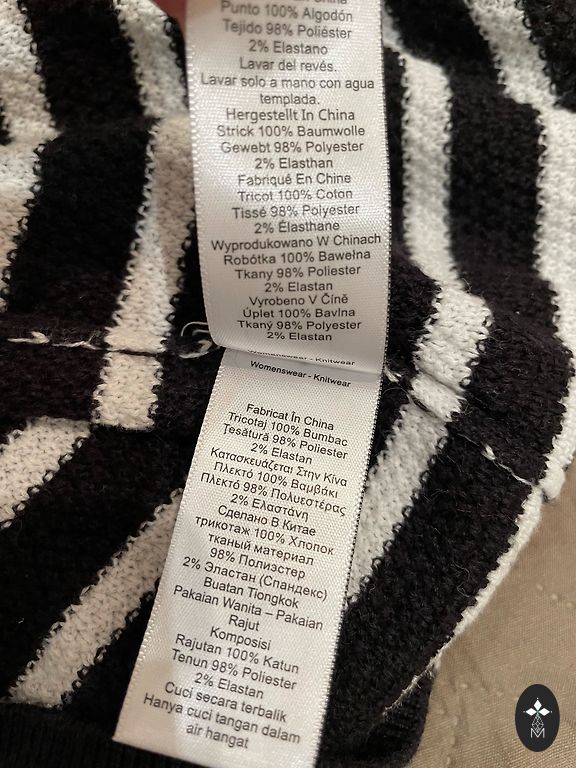 China
Punto 100% Algodón
Tejido 98% Poliéster
2% Elastano
Lavar del revés.
Lavar solo a mano con agua
templada.
Hergestellt In China
Strick 100% Baumwolle
Gewebt 98% Polyester
2% Elasthan
Fabriqué En Chine
Tricot 100% Coton
Tissé 98% Polyester
2% Élasthane
Wyprodukowano W Chinach
Robótka 100% Bawełna
Tkany 98% Poliester
2% Elastan
Vyrobeno V Číně
Úplet 100% Bavlna
Tkaný 98% Polyester
2% Elastan
Womenswear - Knitwear
Womenswear - Knitwear
Fabricat În China
Tricotaj 100% Bumbac
Țesătură 98% Poliester
2% Elastan
Κατασκευάζεται Στην Κίνα
Πλεκτό 100% Βαμβάκι
Πλεκτό 98% Πολυεστέρας
2% Ελαστάνη
Сделано В Китае
трикотаж 100% Хлопок
тканый материал
98% Полиэстер
2% Эластан (Спандекс)
Buatan Tiongkok
Pakaian Wanita – Pakaian
Rajut
Komposisi
Rajutan 100% Katun
Tenun 98% Poliester
2% Elastan
Cuci secara terbalik
Hanya cuci tangan dalam
air hangat
M